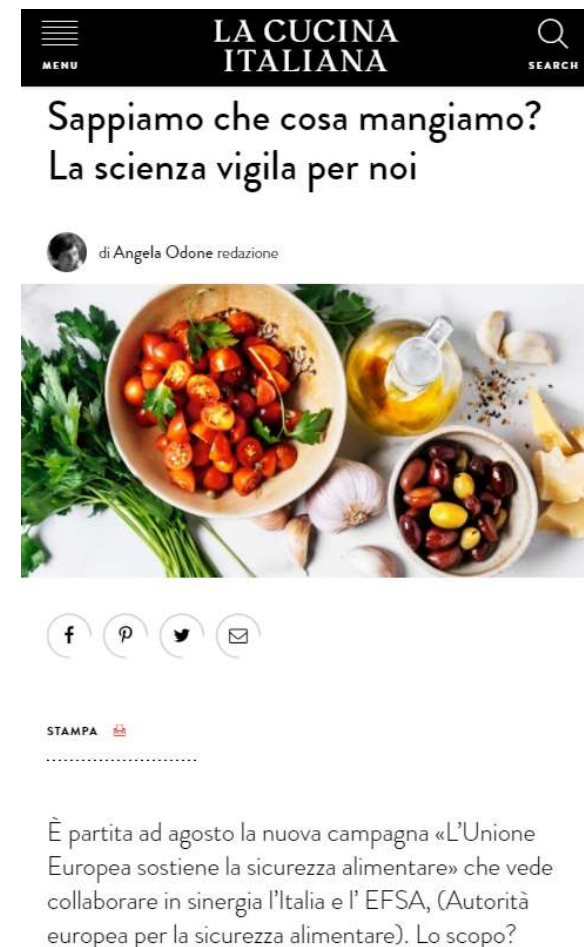 LA CUCINA
ITALIANA
MENU
SEARCH
Sappiamo che cosa mangiamo?
La scienza vigila per noi
di Angela Odone redazione
STAMPA
È partita ad agosto la nuova campagna «L'Unione
Europea sostiene la sicurezza alimentare» che vede
collaborare in sinergia l'Italia e l' EFSA, (Autorità
europea per la sicurezza alimentare). Lo scopo?